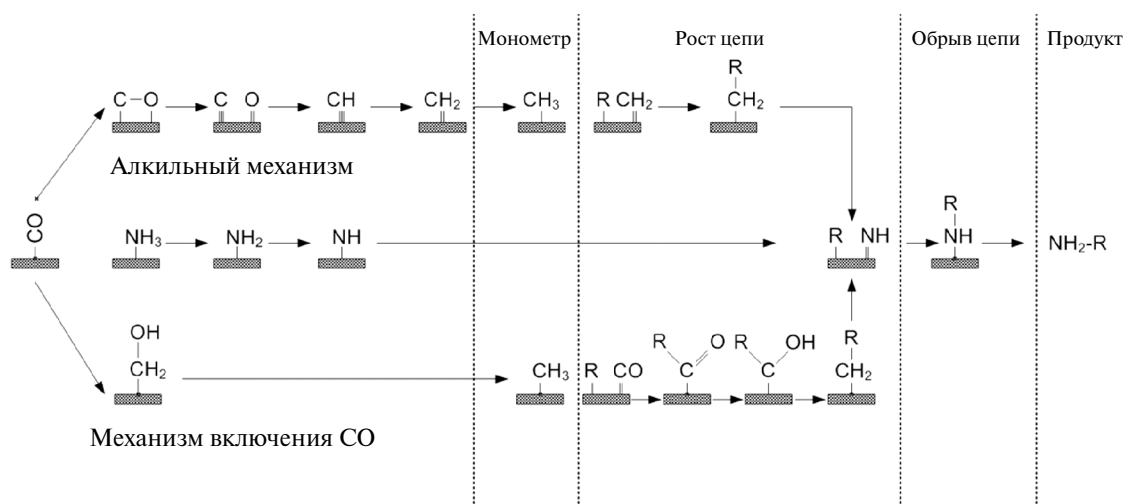 Монометр
Рост цепи
Обрыв цепи
Продукт
R
C–O
C O
CH
CH₂
CH₃
R CH₂
CH₂
Алкильный механизм
CO
NH₃
NH₂
NH
R NH
R
NH
NH₂-R
OH
CH₂
CH₃
R CO
R O
C
R OH
C
R
CH₂
Механизм включения CO